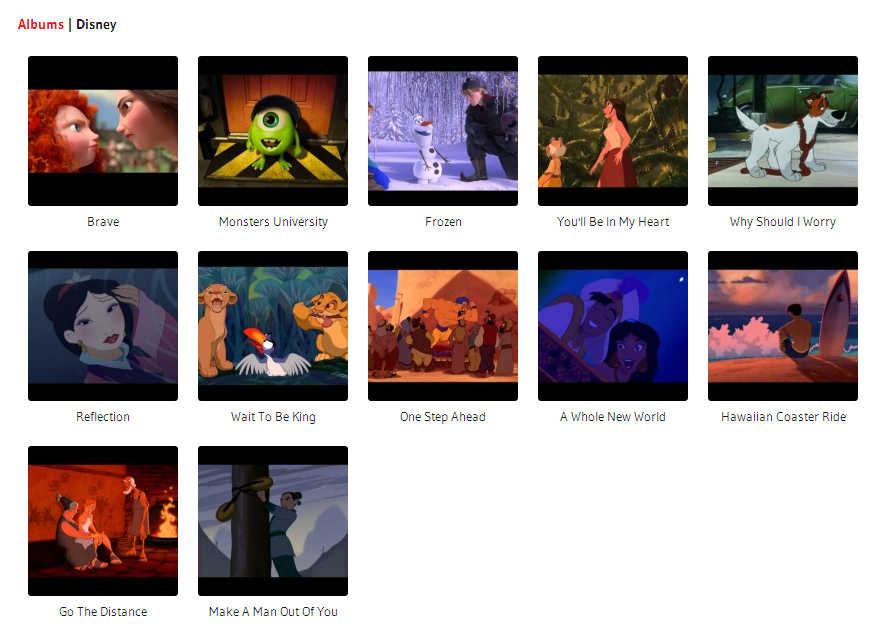 Albums | Disney
Brave
Monsters University
Frozen
You'll Be In My Heart
Why Should I Worry
Reflection
Wait To Be King
One Step Ahead
A Whole New World
Hawaiian Coaster Ride
Go The Distance
Make A Man Out Of You